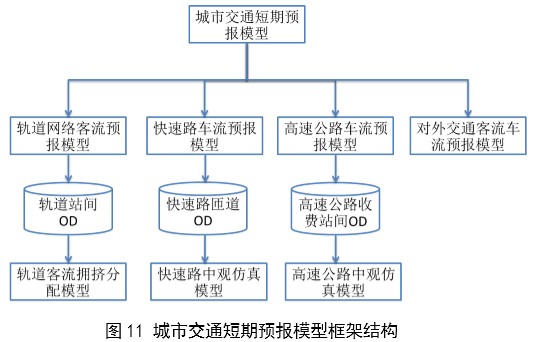 城市交通短期预
报模型
轨道网络客流预
报模型
快速路车流预报
模型
高速公路车流预
报模型
对外交通客流车
流预报模型
轨道站间
OD
快速路匝道
OD
高速公路收
费站间OD
轨道客流拥挤分
配模型
快速路中观仿真
模型
高速公路中观仿
真模型
图 11 城市交通短期预报模型框架结构